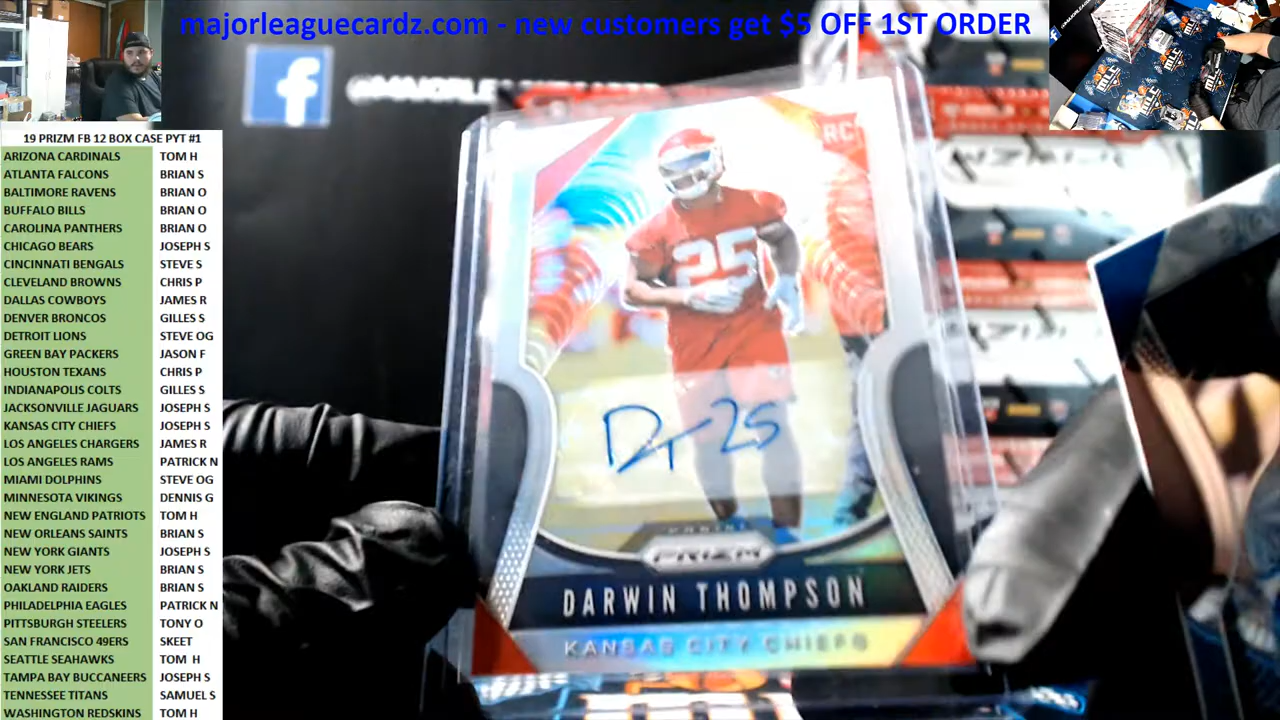 majorleaguecardz.com - new customers get $5 OFF 1ST ORDER
19 PRIZM FB 12 BOX CASE PYT #1
ARIZONA CARDINALS TOM H
ATLANTA FALCONS BRIAN S
BALTIMORE RAVENS BRIAN O
BUFFALO BILLS BRIAN O
CAROLINA PANTHERS BRIAN O
CHICAGO BEARS JOSEPH S
CINCINNATI BENGALS STEVE S
CLEVELAND BROWNS CHRIS P
DALLAS COWBOYS JAMES R
DENVER BRONCOS GILLES S
DETROIT LIONS STEVE OG
GREEN BAY PACKERS JASON F
HOUSTON TEXANS CHRIS P
INDIANAPOLIS COLTS GILLES S
JACKSONVILLE JAGUARS JOSEPH S
KANSAS CITY CHIEFS JOSEPH S
LOS ANGELES CHARGERS JAMES R
LOS ANGELES RAMS PATRICK N
MIAMI DOLPHINS STEVE OG
MINNESOTA VIKINGS DENNIS G
NEW ENGLAND PATRIOTS TOM H
NEW ORLEANS SAINTS BRIAN S
NEW YORK GIANTS JOSEPH S
NEW YORK JETS BRIAN S
OAKLAND RAIDERS BRIAN S
PHILADELPHIA EAGLES PATRICK N
PITTSBURGH STEELERS TONY O
SAN FRANCISCO 49ERS SKEET
SEATTLE SEAHAWKS TOM H
TAMPA BAY BUCCANEERS JOSEPH S
TENNESSEE TITANS SAMUEL S
WASHINGTON REDSKINS TOM H
f
@MAJORLE
RC
25
DT 25
PANINI
PRIZM
DARWIN THOMPSON
KANSAS CITY CHIEFS